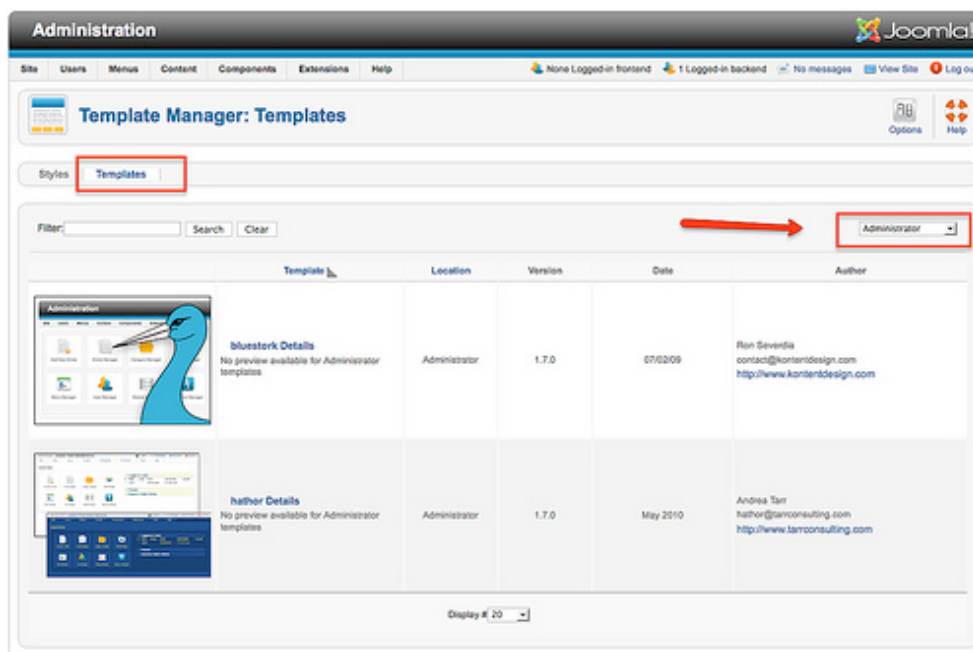 Administration
Joomla!
Site Users Menus Content Components Extensions Help
None Logged-in frontend 1 Logged-in backend No messages View Site Log ou
Template Manager: Templates
Options
Help
Styles Templates
Filter: Search Clear
Administrator
Template Location Version Date Author
Administration
bluestork Details
No preview available for Administrator
templates
Administrator
1.7.0
07/02/09
Ron Severdia
contact@kontentdesign.com
http://www.kontentdesign.com
hathor Details
No preview available for Administrator
templates
Administrator
1.7.0
May 2010
Andrea Tarr
hathor@tarrconsulting.com
http://www.tarrconsulting.com
Display # 20